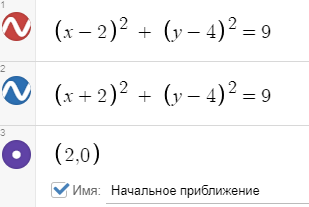 1
(x − 2)² + (y − 4)² = 9
2
(x + 2)² + (y − 4)² = 9
3
(2,0)
Имя: Начальное приближение